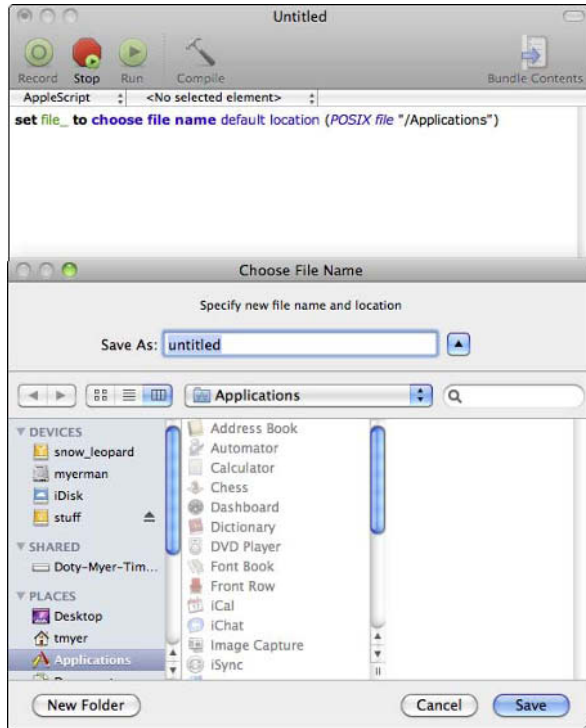 Untitled
Record Stop Run Compile Bundle Contents
AppleScript <No selected element>
set file_ to choose file name default location (POSIX file "/Applications")
Choose File Name
Specify new file name and location
Save As: untitled
Applications
DEVICES
snow_leopard
myerman
iDisk
stuff
SHARED
Doty-Myer-Tim...
PLACES
Desktop
tmyer
Applications
Address Book
Automator
Calculator
Chess
Dashboard
Dictionary
DVD Player
Font Book
Front Row
iCal
iChat
Image Capture
iSync
New Folder Cancel Save